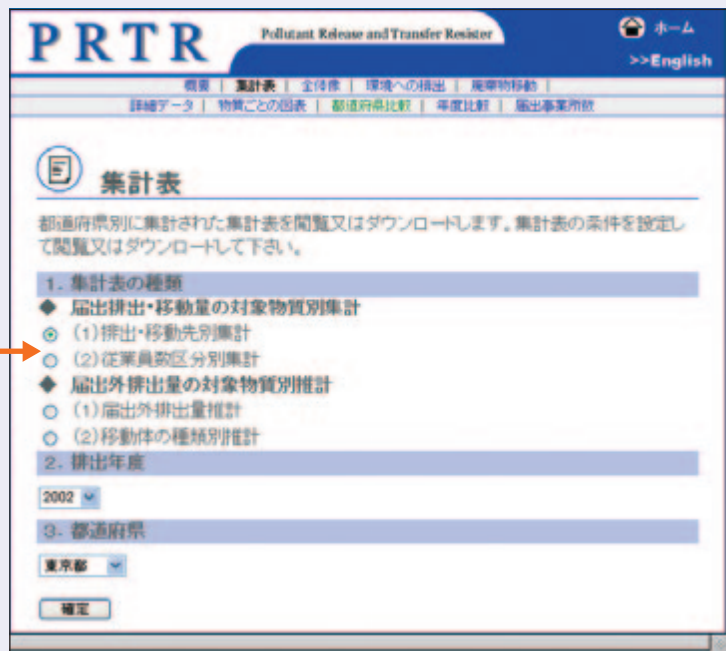 PRTR
Pollutant Release and Transfer Resister
ホーム
>>English
概要 | 集計表 | 全体像 | 環境への排出 | 廃棄物移動 |
詳細データ | 物質ごとの図表 | 都道府県比較 | 年度比較 | 届出事業所数
集計表
都道府県別に集計された集計表を閲覧又はダウンロードします。集計表の条件を設定し
て閲覧又はダウンロードして下さい。
1. 集計表の種類
◆ 届出排出・移動量の対象物質別集計
(1)排出・移動先別集計
(2)従業員数区分別集計
◆ 届出外排出量の対象物質別推計
(1)届出外排出量推計
(2)移動体の種類別推計
2. 排出年度
2002
3. 都道府県
東京都
確定